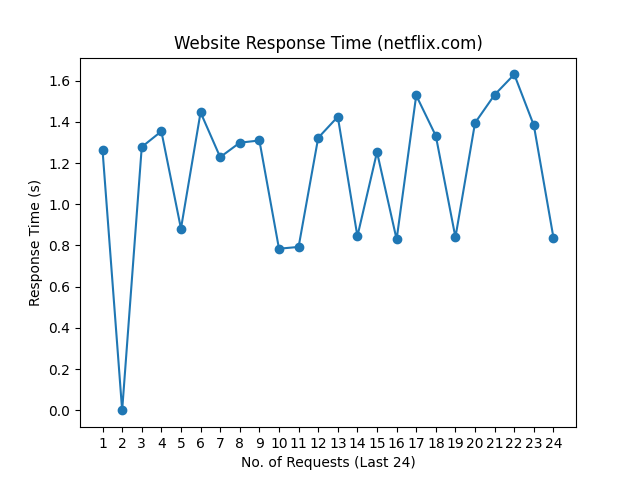 Website Response Time (netflix.com)
1.6
1.4
1.2
1.0
0.8
0.6
0.4
0.2
0.0
Response Time (s)
1 2 3 4 5 6 7 8 9 10 11 12 13 14 15 16 17 18 19 20 21 22 23 24
No. of Requests (Last 24)